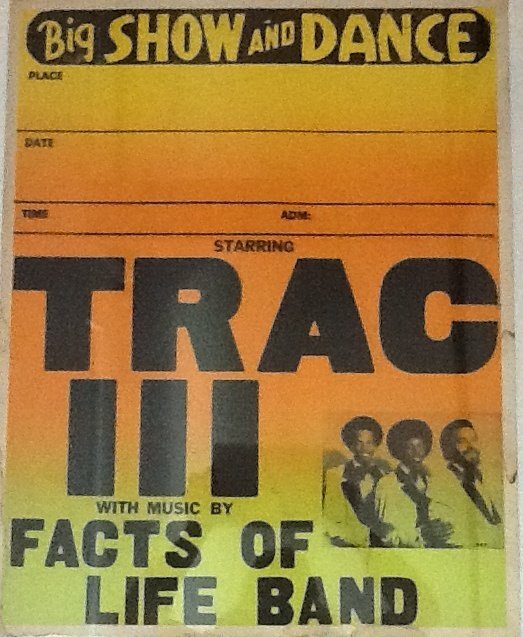 Big SHOW AND DANCE
PLACE
DATE
TIME ADM:
STARRING
TRAC
III
WITH MUSIC BY
FACTS OF
LIFE BAND